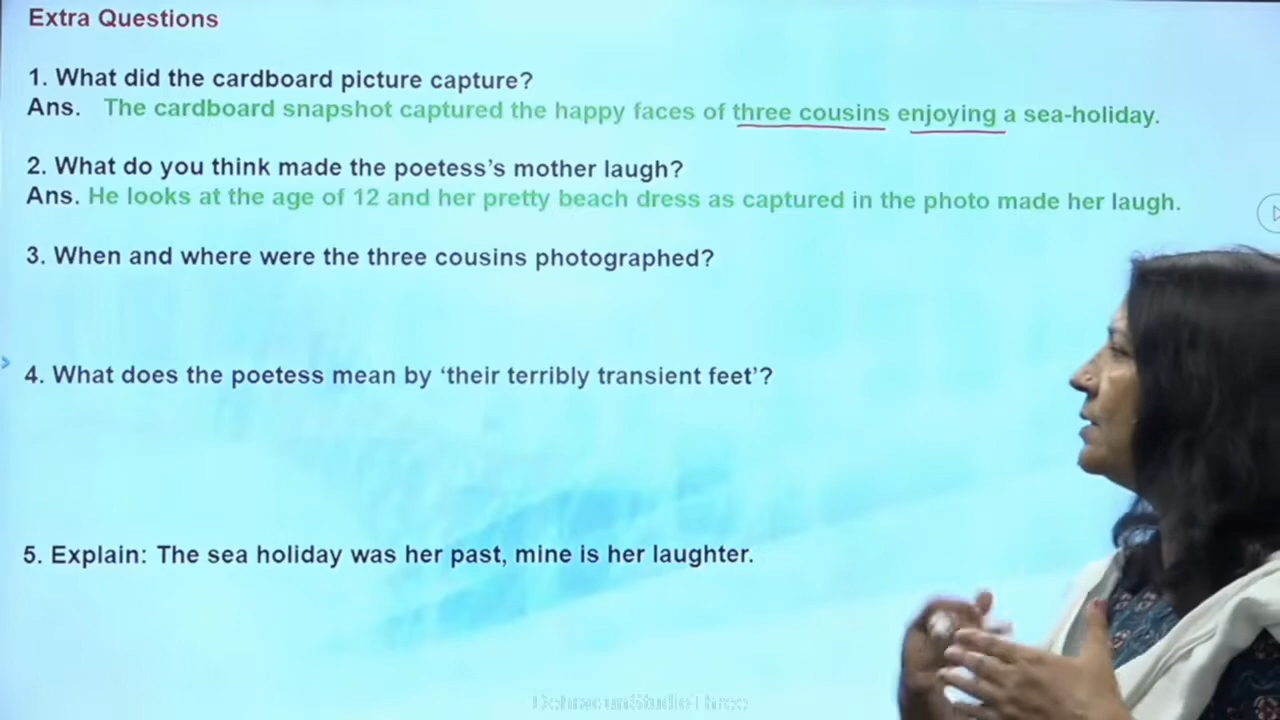 Extra Questions
1. What did the cardboard picture capture?
Ans. The cardboard snapshot captured the happy faces of three cousins enjoying a sea-holiday.
2. What do you think made the poetess’s mother laugh?
Ans. He looks at the age of 12 and her pretty beach dress as captured in the photo made her laugh.
3. When and where were the three cousins photographed?
4. What does the poetess mean by ‘their terribly transient feet’?
5. Explain: The sea holiday was her past, mine is her laughter.